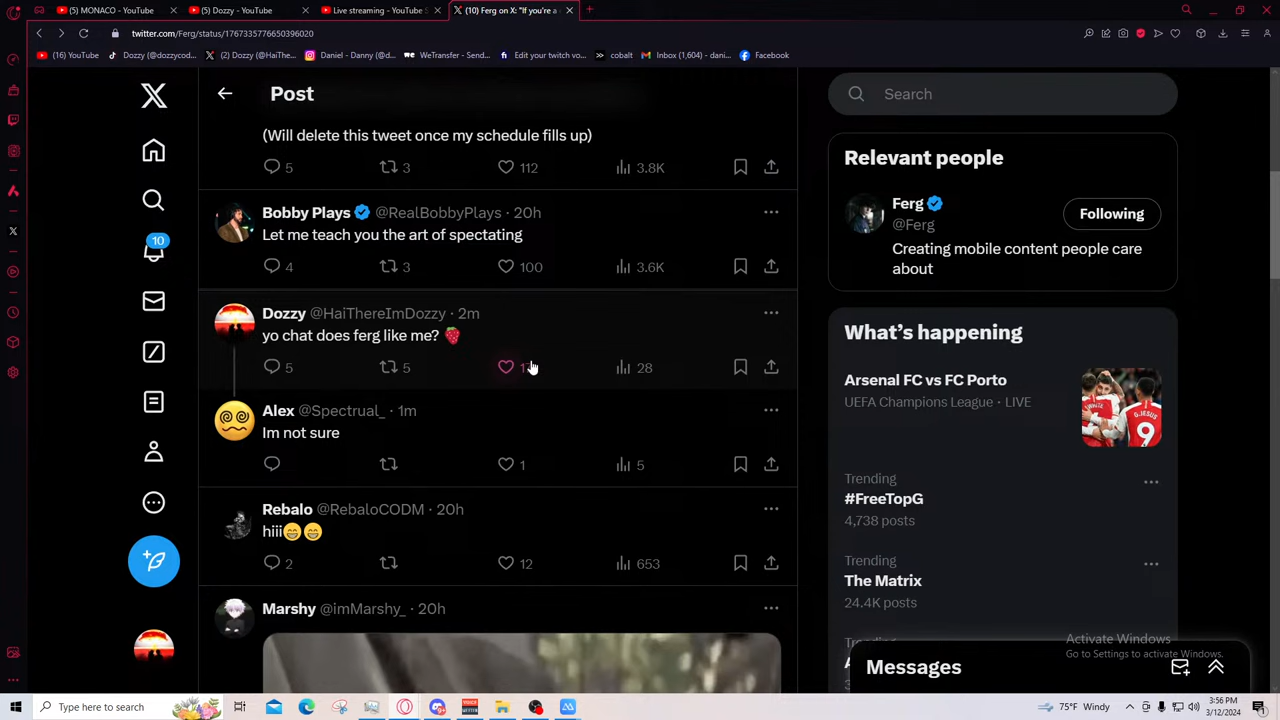 (5) MONACO - YouTube
(5) Dozzy - YouTube
Live streaming - YouTube S
(10) Ferg on X: "If you're a
twitter.com/Ferg/status/1767335776650396020
(16) YouTube
Dozzy (@dozzycod...
(2) Dozzy (@HaiThe...
Daniel - Danny (@d...
WeTransfer - Send...
Edit your twitch vo...
cobalt
Inbox (1,604) - dani...
Facebook
Post
Search
(Will delete this tweet once my schedule fills up)
5 3 112 3.8K
Relevant people
Ferg
@Ferg
Following
Creating mobile content people care
about
Bobby Plays @RealBobbyPlays · 20h
Let me teach you the art of spectating
4 3 100 3.6K
10
Dozzy @HaiThereImDozzy · 2m
yo chat does ferg like me?
5 5 28
What's happening
Arsenal FC vs FC Porto
UEFA Champions League · LIVE
Alex @Spectrual_ · 1m
Im not sure
1 5
Trending
#FreeTopG
4,738 posts
Rebalo @RebaloCODM · 20h
hiii
2 12 653
Trending
The Matrix
24.4K posts
Marshy @imMarshy_ · 20h
Activate Windows
Go to Settings to activate Windows.
Messages
Type here to search
75°F Windy
3:56 PM
3/12/2024